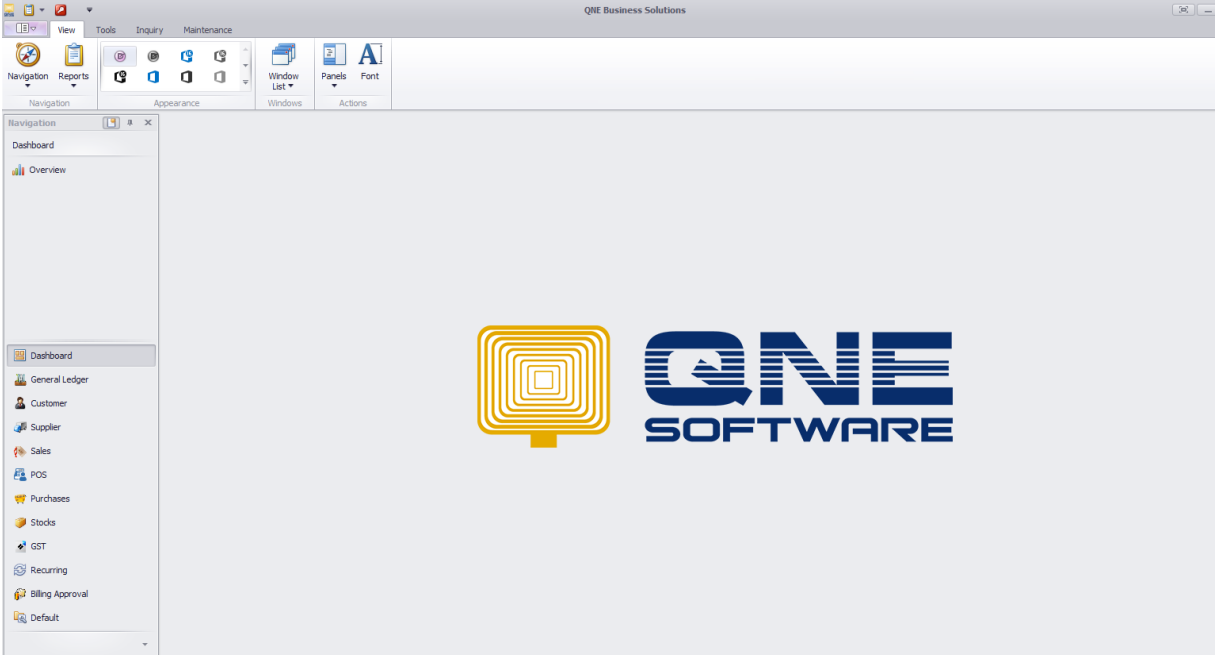 QNE Business Solutions
View Tools Inquiry Maintenance
Navigation Reports Window List Panels Font
Navigation Appearance Windows Actions
Navigation
Dashboard
Overview
QNE
SOFTWARE
Dashboard
General Ledger
Customer
Supplier
Sales
POS
Purchases
Stocks
GST
Recurring
Billing Approval
Default